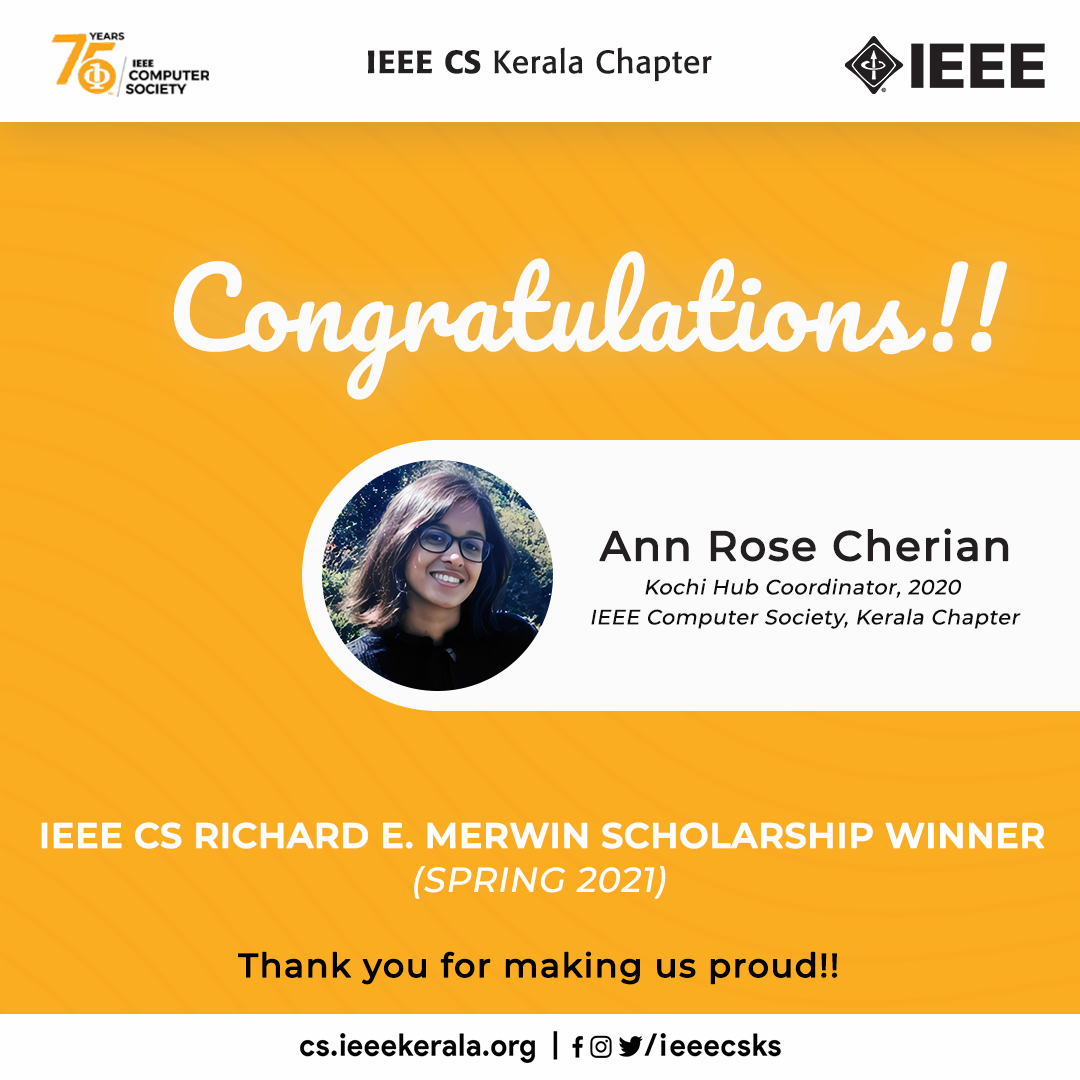 75 YEARS
IEEE
COMPUTER
SOCIETY
IEEE CS Kerala Chapter
IEEE
Congratulations!!
Ann Rose Cherian
Kochi Hub Coordinator, 2020
IEEE Computer Society, Kerala Chapter
IEEE CS RICHARD E. MERWIN SCHOLARSHIP WINNER
(SPRING 2021)
Thank you for making us proud!!
cs.ieeekerala.org | /ieeecsks